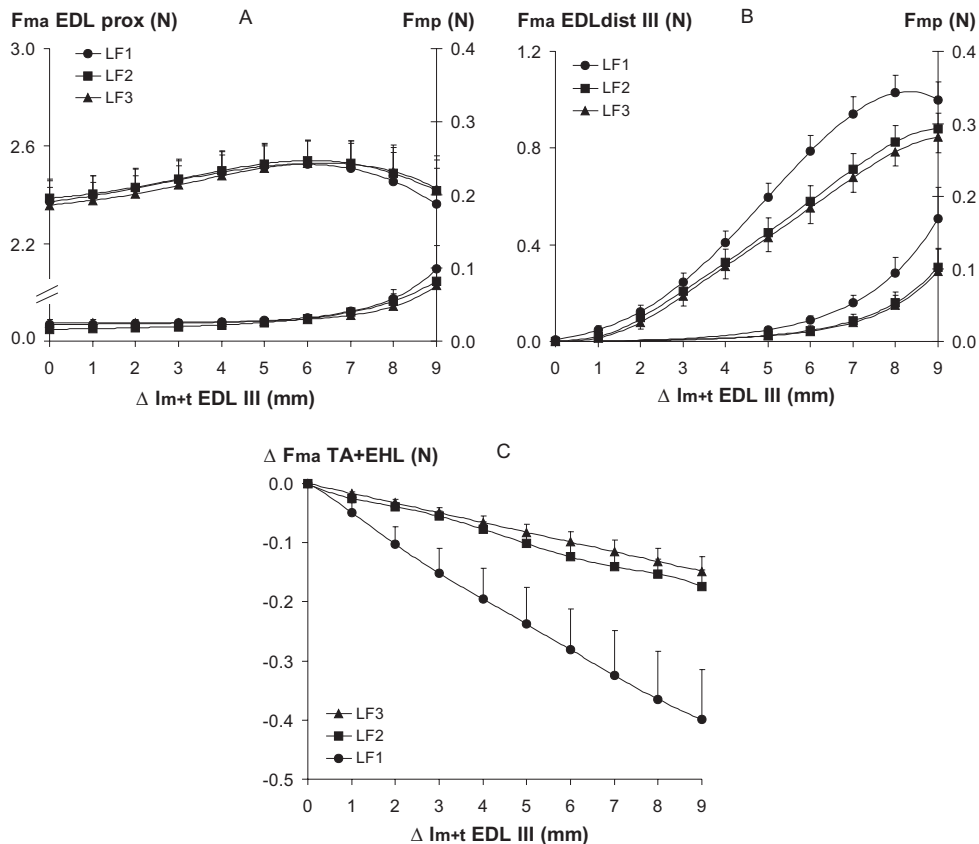 Fma EDL prox (N) A Fmp (N)
3.0 0.4
LF1
LF2
LF3
0.3
2.6
0.2
2.2
0.1
0.0 0.0
0 1 2 3 4 5 6 7 8 9
Δ lm+t EDL III (mm)
Fma EDLdist III (N) B Fmp (N)
1.2 0.4
LF1
LF2
LF3
0.3
0.8
0.2
0.4
0.1
0.0 0.0
0 1 2 3 4 5 6 7 8 9
Δ lm+t EDL III (mm)
Δ Fma TA+EHL (N) C
0.0
-0.1
-0.2
-0.3
-0.4
-0.5
LF3
LF2
LF1
0 1 2 3 4 5 6 7 8 9
Δ lm+t EDL III (mm)